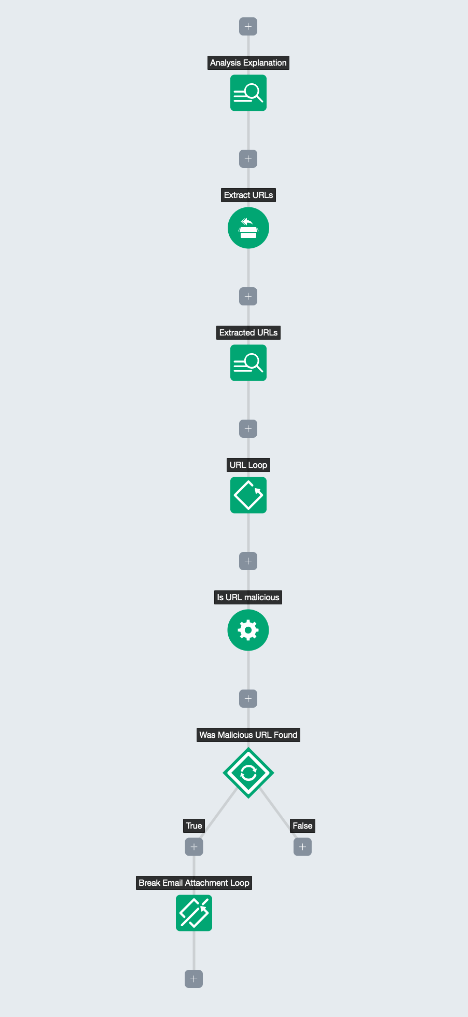 Analysis Explanation
Extract URLs
Extracted URLs
URL Loop
Is URL malicious
Was Malicious URL Found
True
False
Break Email Attachment Loop